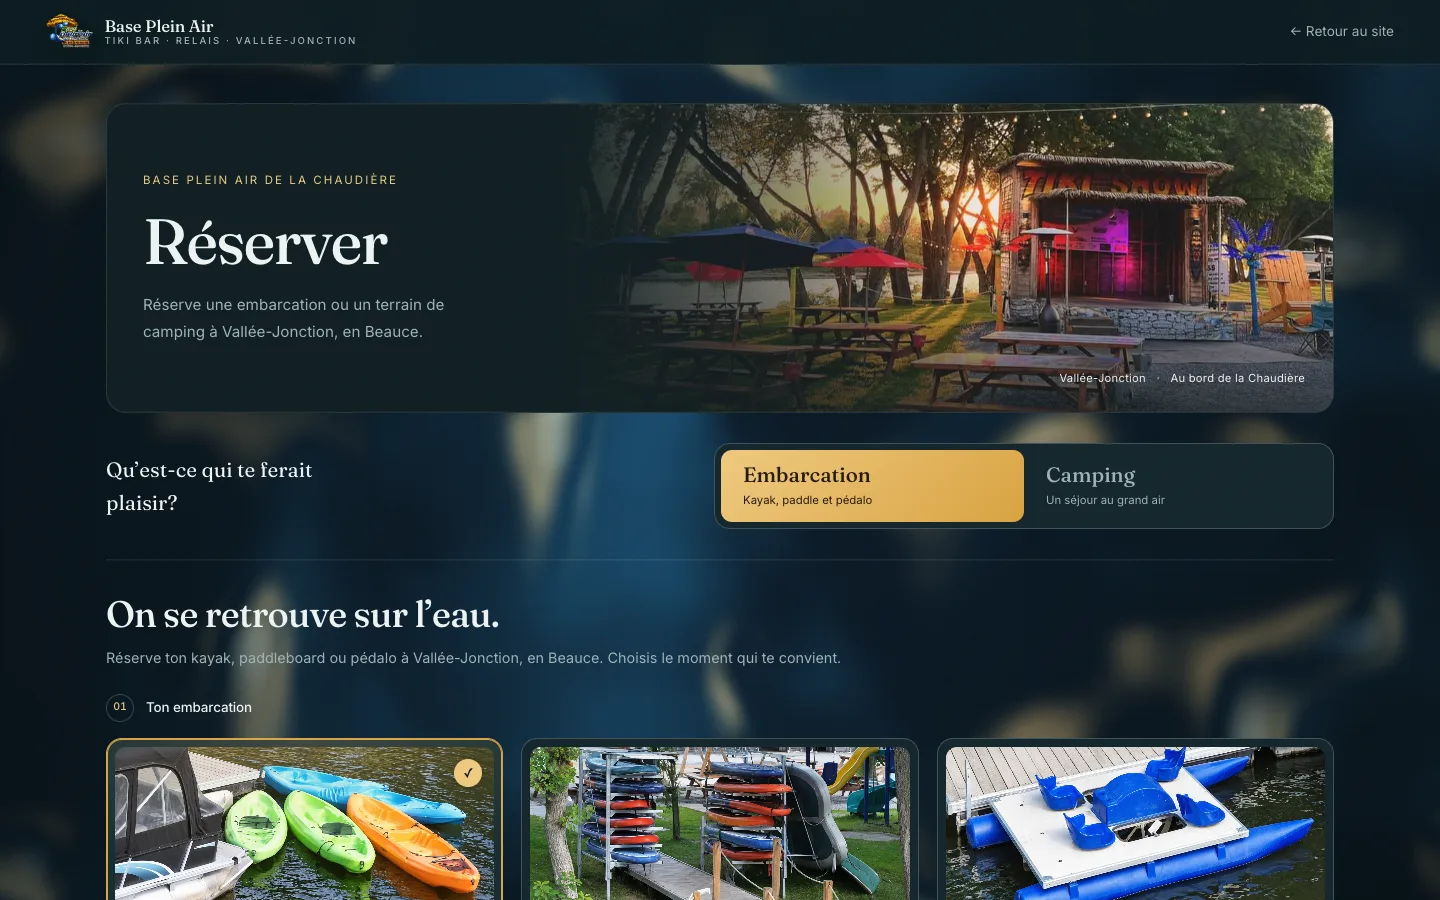 Base Plein Air
TIKI BAR · RELAIS · VALLÉE-JONCTION
← Retour au site
BASE PLEIN AIR DE LA CHAUDIÈRE
Réserver
Réserve une embarcation ou un terrain de
camping à Vallée-Jonction, en Beauce.
TIKI SHOW
Vallée-Jonction · Au bord de la Chaudière
Qu’est-ce qui te ferait
plaisir?
Embarcation
Kayak, paddle et pédalo
Camping
Un séjour au grand air
On se retrouve sur l’eau.
Réserve ton kayak, paddleboard ou pédalo à Vallée-Jonction, en Beauce. Choisis le moment qui te convient.
01 Ton embarcation